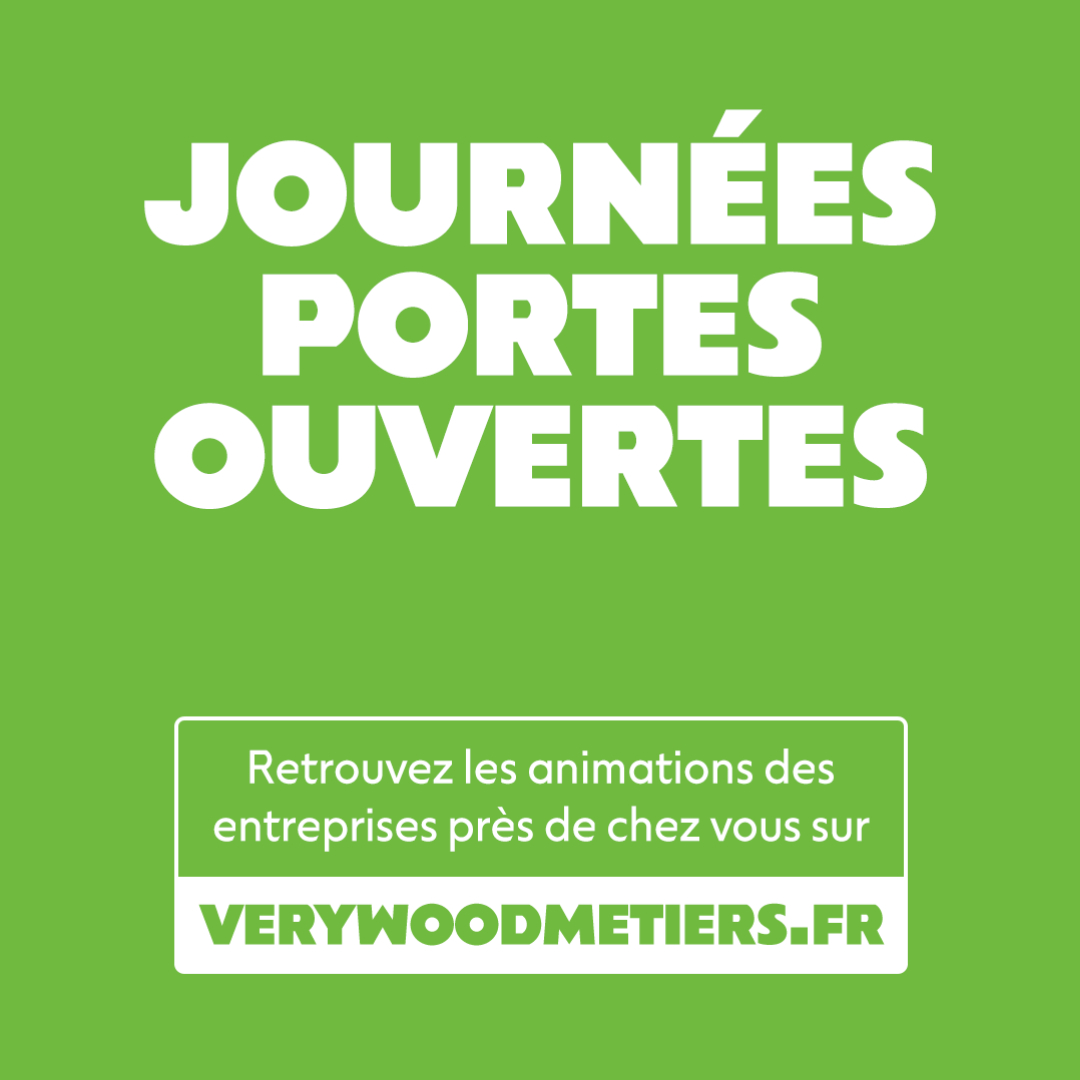 JOURNÉES
PORTES
OUVERTES
Retrouvez les animations des
entreprises près de chez vous sur
VERYWOODMETIERS.FR